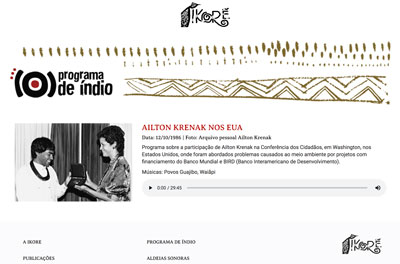 IKORE
programa
de índio
AILTON KRENAK NOS EUA
Data: 12/10/1986 | Foto: Arquivo pessoal Ailton Krenak
Programa sobre a participação de Ailton Krenak na Conferência dos Cidadãos, em Washington, nos
Estados Unidos, onde foram abordados problemas causados ao meio ambiente por projetos com
financiamento do Banco Mundial e BIRD (Banco Interamericano de Desenvolvimento).
Músicas: Povos Guajibo, Waiãpi
0:00 / 29:45
A IKORE
PROGRAMA DE ÍNDIO
IKORE
PUBLICAÇÕES
ALDEIAS SONORAS